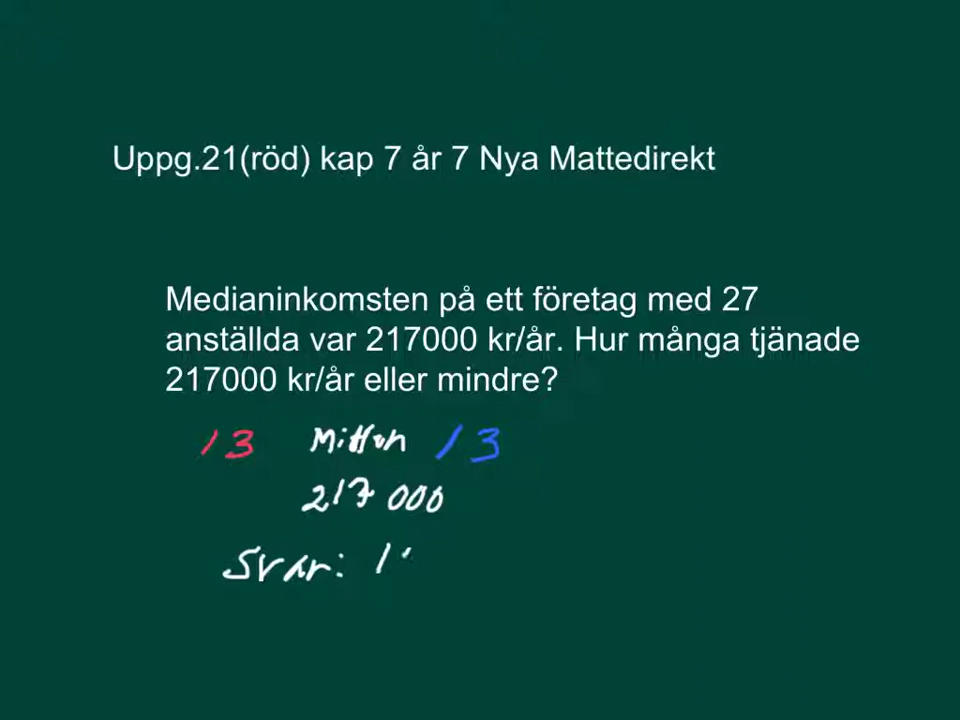 Uppg.21(röd) kap 7 år 7 Nya Mattedirekt
Medianinkomsten på ett företag med 27
anställda var 217000 kr/år. Hur många tjänade
217000 kr/år eller mindre?
13 Mitten 13
217 000
Svar: 1